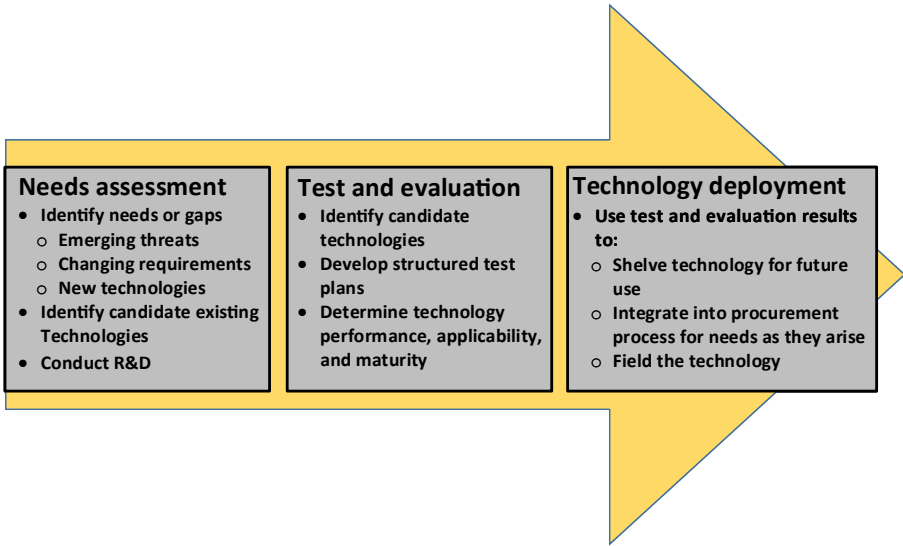 Needs assessment
• Identify needs or gaps
o Emerging threats
o Changing requirements
o New technologies
• Identify candidate existing
Technologies
• Conduct R&D
Test and evaluation
• Identify candidate
technologies
• Develop structured test
plans
• Determine technology
performance, applicability,
and maturity
Technology deployment
• Use test and evaluation results
to:
o Shelve technology for future
use
o Integrate into procurement
process for needs as they arise
o Field the technology